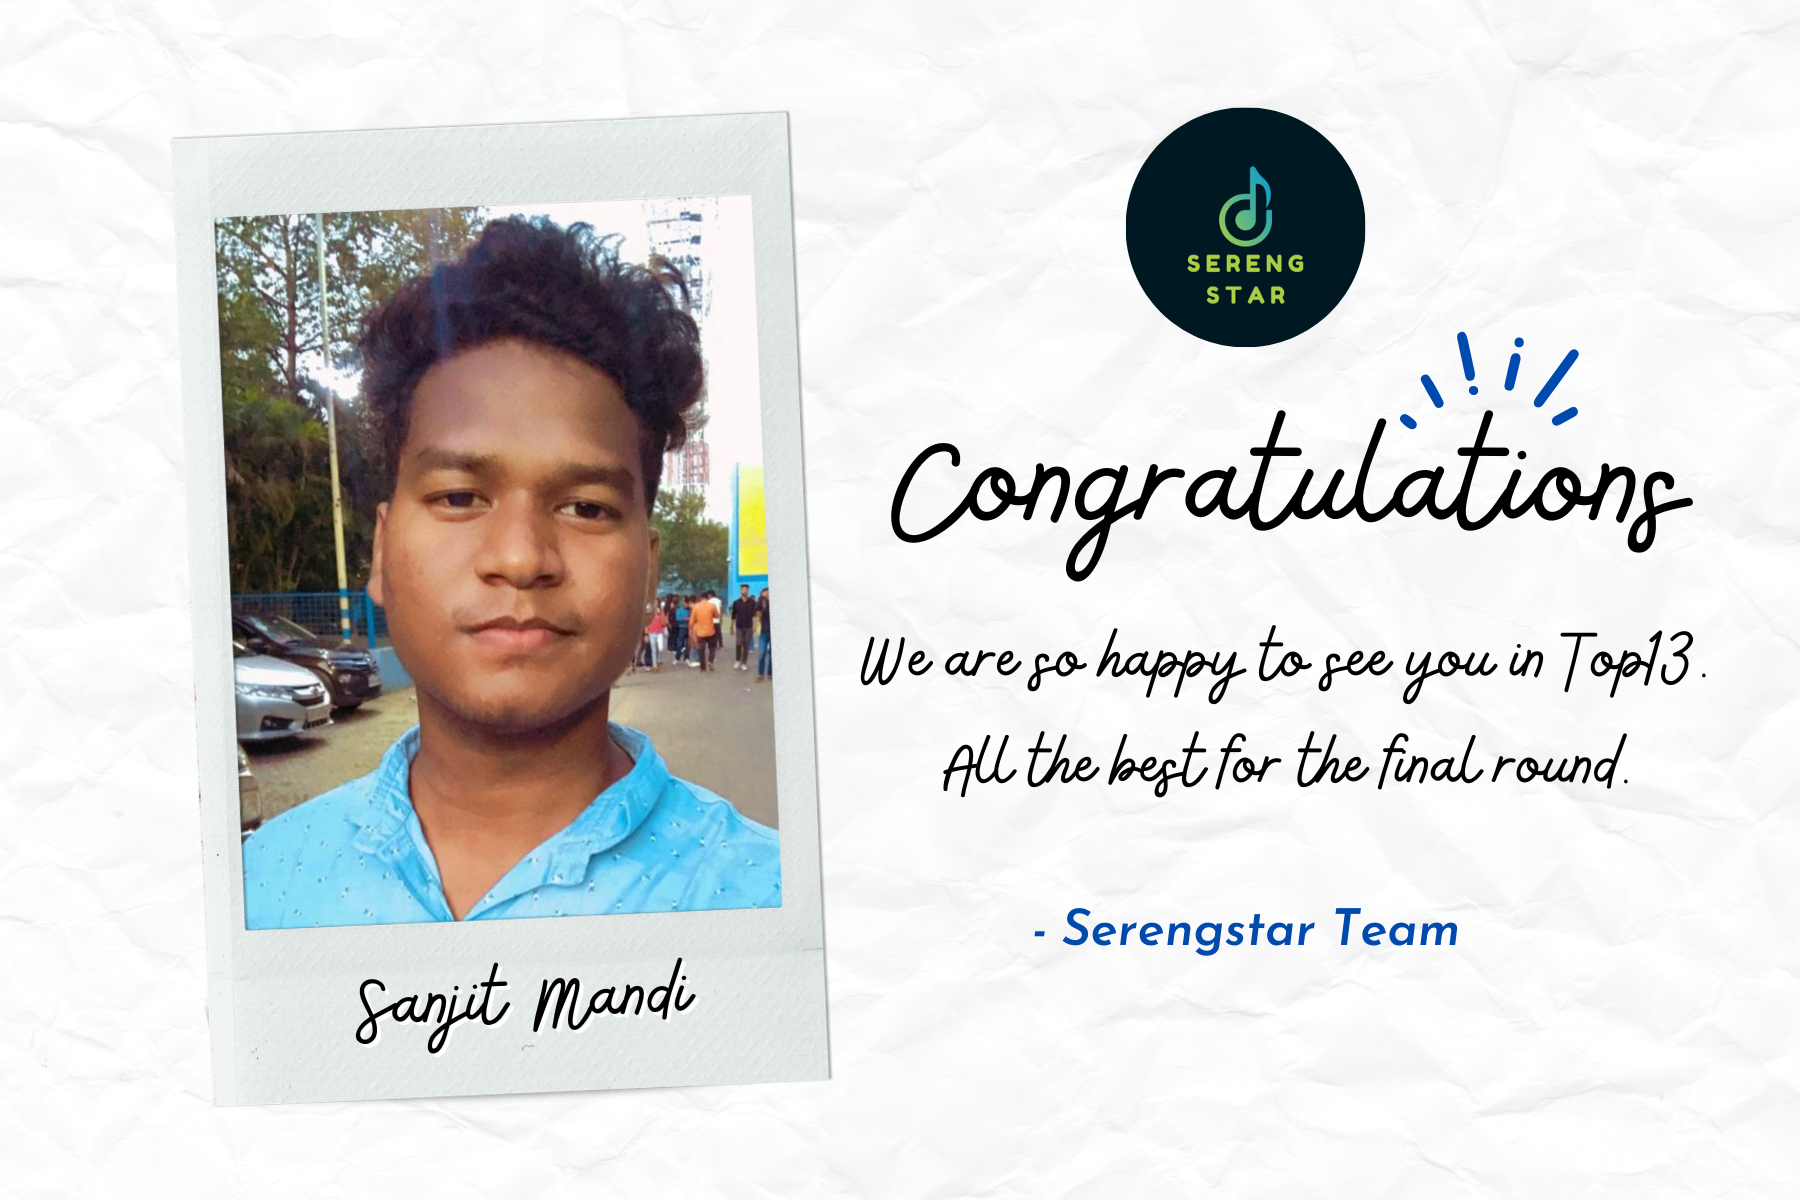 SERENG
STAR
Congratulations
We are so happy to see you in Top13.
All the best for the final round.
- Serengstar Team
Sanjit Mandi